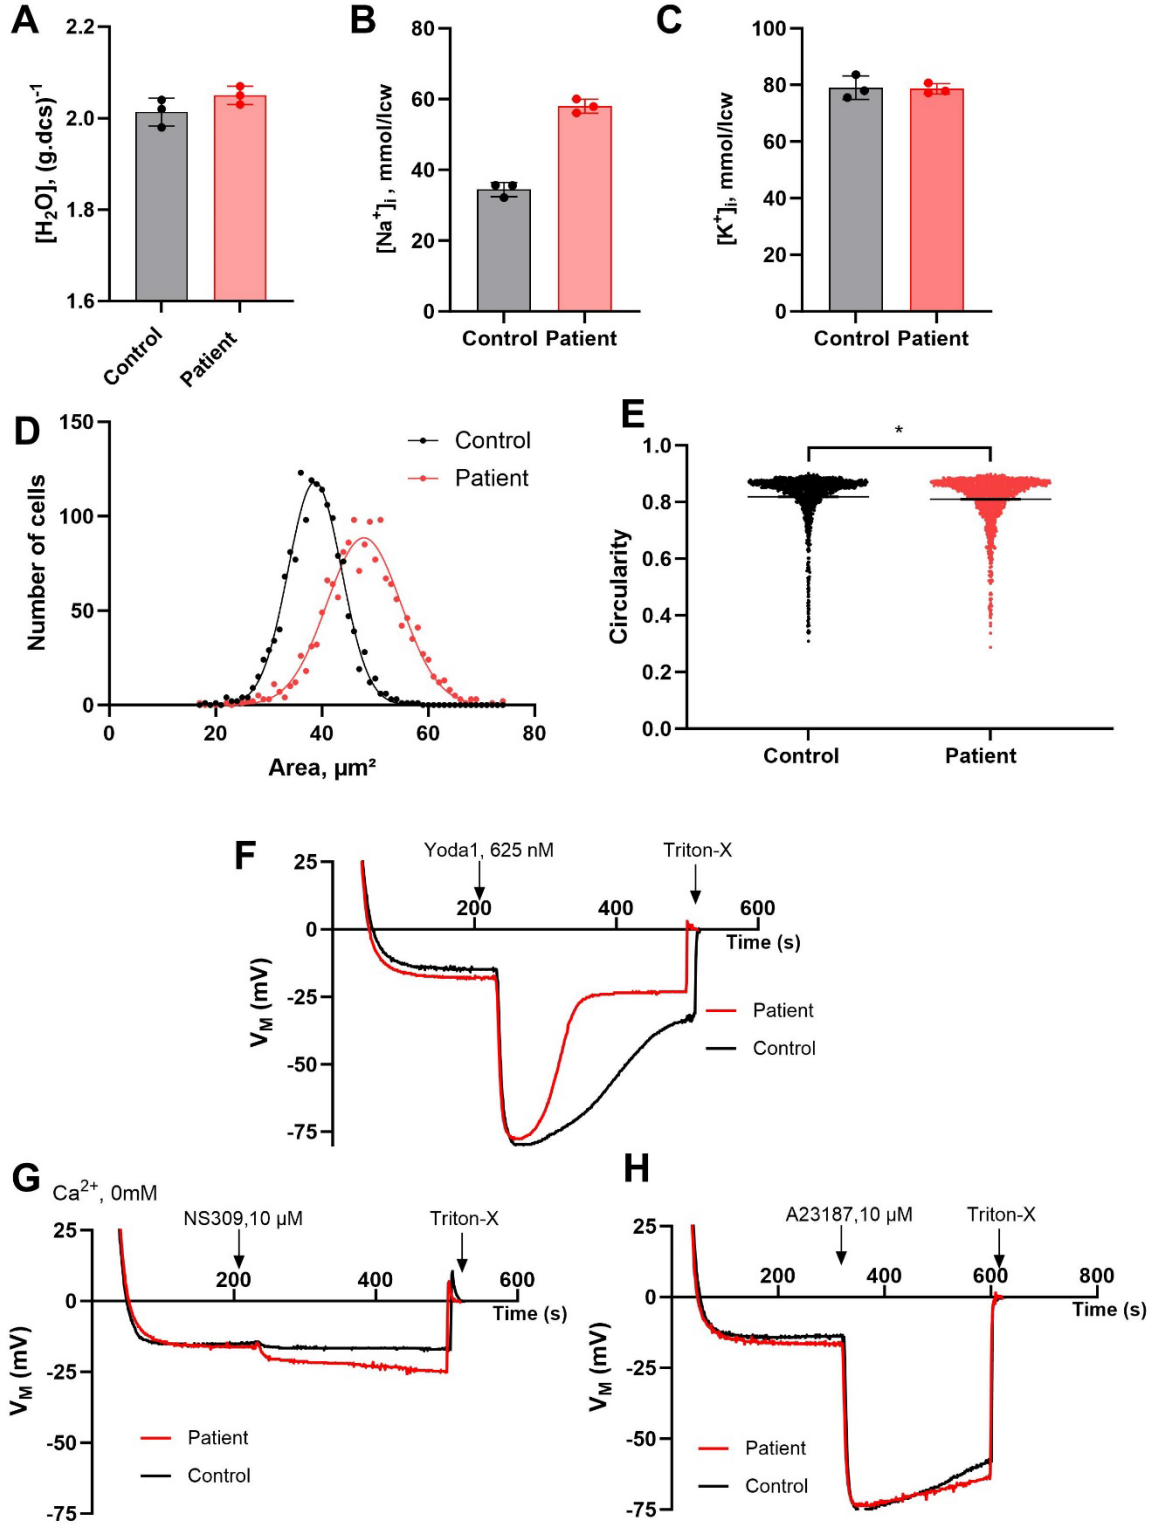 A
[H2O], (g.dcs)-1
2.2
2.0
1.8
1.6
Control
Patient
B
[Na+]i , mmol/lcw
80
60
40
20
0
Control Patient
C
[K+]i, mmol/lcw
100
80
60
40
20
0
Control Patient
D
Number of cells
150
100
50
0
0 20 40 60 80
Area, µm²
Control
Patient
E
*
Circularity
1.0
0.8
0.6
0.4
0.2
0.0
Control Patient
F
Yoda1, 625 nM
Triton-X
25
0
-25
-50
-75
VM (mV)
200 400 600
Time (s)
Patient
Control
G
Ca2+, 0mM
NS309,10 µM
Triton-X
25
0
-25
-50
-75
VM (mV)
200 400 600
Time (s)
Patient
Control
H
A23187,10 µM
Triton-X
25
0
-25
-50
-75
VM (mV)
200 400 600 800
Time (s)
Patient
Control